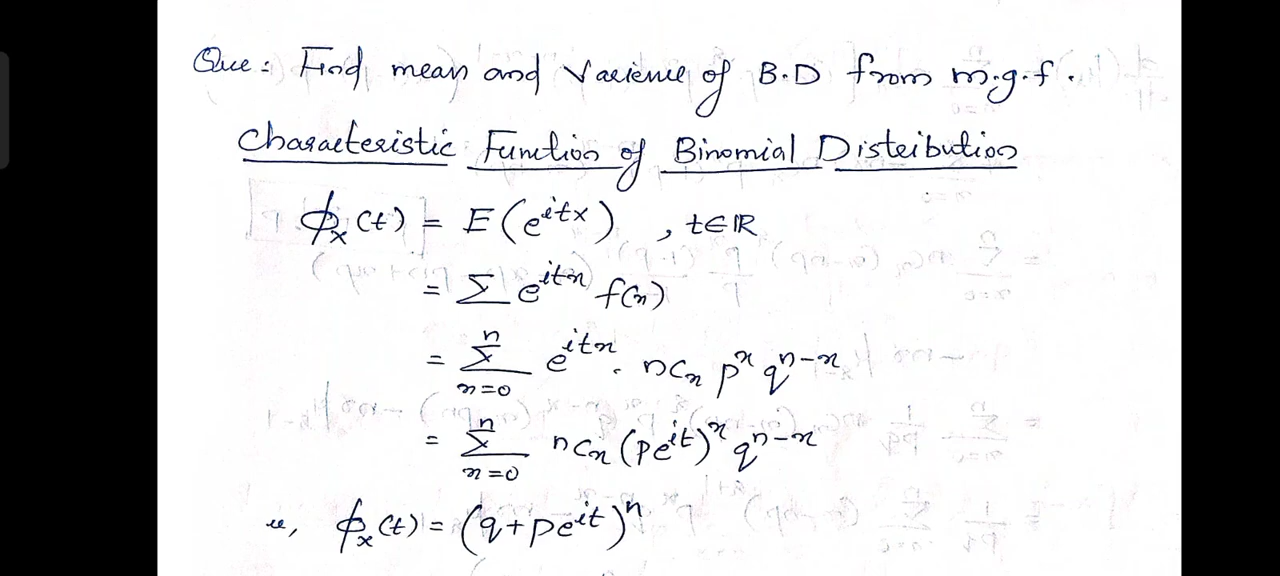 Que: Find mean and Varience of B.D from m.g.f.
Characteristic Function of Binomial Distribution
ϕₓ(t) = E(e^{itx}) , t∈ℝ
= Σ e^{itx} f(x)
= Σ_{x=0}^{n} e^{itx} . nCₓ p^x q^{n-x}
= Σ_{x=0}^{n} nCₓ (pe^{it})^x q^{n-x}
ie, ϕₓ(t) = (q+pe^{it})^n